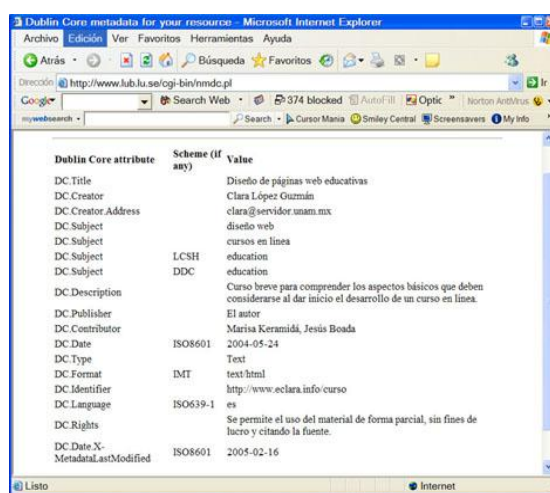 Dublin Core metadata for your resource - Microsoft Internet Explorer
Archivo Edición Ver Favoritos Herramientas Ayuda
Atrás Búsqueda Favoritos
Dirección http://www.lub.lu.se/cgi-bin/nmdc.pl Ir
Google Search Web 374 blocked AutoFill Optic Norton AntiVirus
mywebsearch Search Cursor Mania Smiley Central Screensavers My Info
Dublin Core attribute Scheme (if any) Value
DC.Title Diseño de páginas web educativas
DC.Creator Clara López Guzmán
DC.Creator.Address clara@servidor.unam.mx
DC.Subject diseño web
DC.Subject cursos en linea
DC.Subject LCSH education
DC.Subject DDC education
DC.Description Curso breve para comprender los aspectos básicos que deben
considerarse al dar inicio el desarrollo de un curso en linea.
DC.Publisher El autor
DC.Contributor Marisa Keramidá, Jesús Boada
DC.Date ISO8601 2004-05-24
DC.Type Text
DC.Format IMT text/html
DC.Identifier http://www.eclara.info/curso
DC.Language ISO639-1 es
DC.Rights Se permite el uso del material de forma parcial, sin fines de
lucro y citando la fuente.
DC.Date.X-
MetadataLastModified ISO8601 2005-02-16
Listo Internet